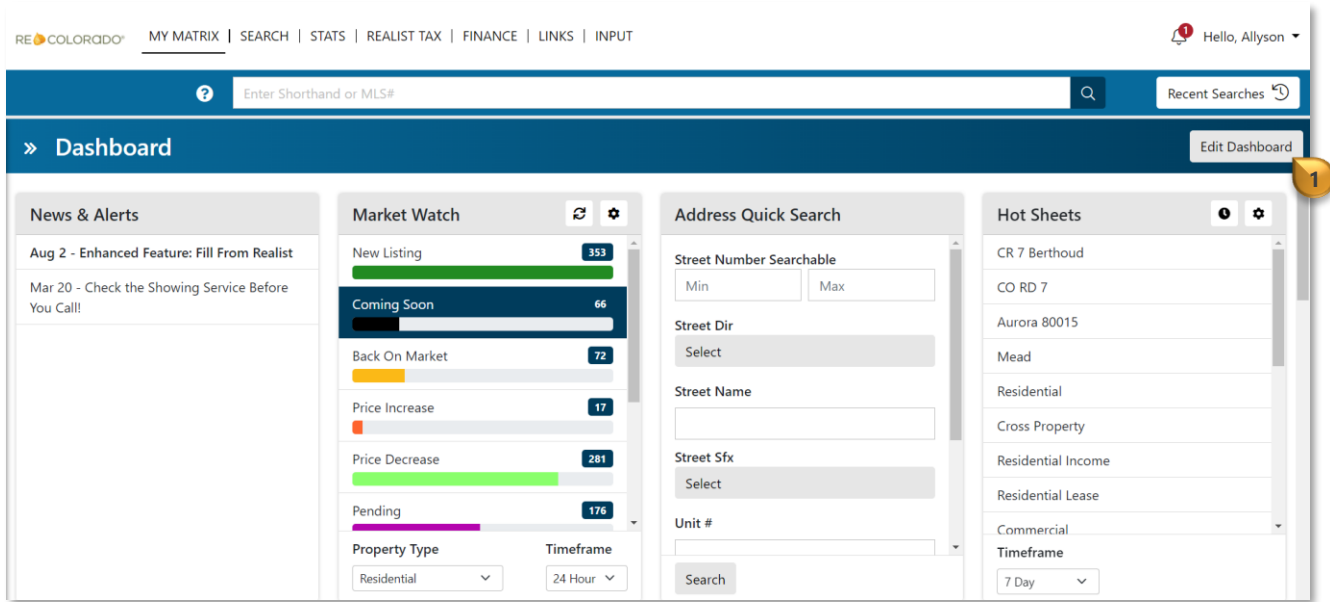 RECOLORADO®
MY MATRIX | SEARCH | STATS | REALIST TAX | FINANCE | LINKS | INPUT
1
Hello, Allyson
?
Enter Shorthand or MLS#
Recent Searches
» Dashboard
Edit Dashboard
1
News & Alerts
Aug 2 - Enhanced Feature: Fill From Realist
Mar 20 - Check the Showing Service Before
You Call!
Market Watch
New Listing 353
Coming Soon 66
Back On Market 72
Price Increase 17
Price Decrease 281
Pending 176
Property Type Timeframe
Residential 24 Hour
Address Quick Search
Street Number Searchable
Min Max
Street Dir
Select
Street Name
Street Sfx
Select
Unit #
Search
Hot Sheets
CR 7 Berthoud
CO RD 7
Aurora 80015
Mead
Residential
Cross Property
Residential Income
Residential Lease
Commercial
Timeframe
7 Day